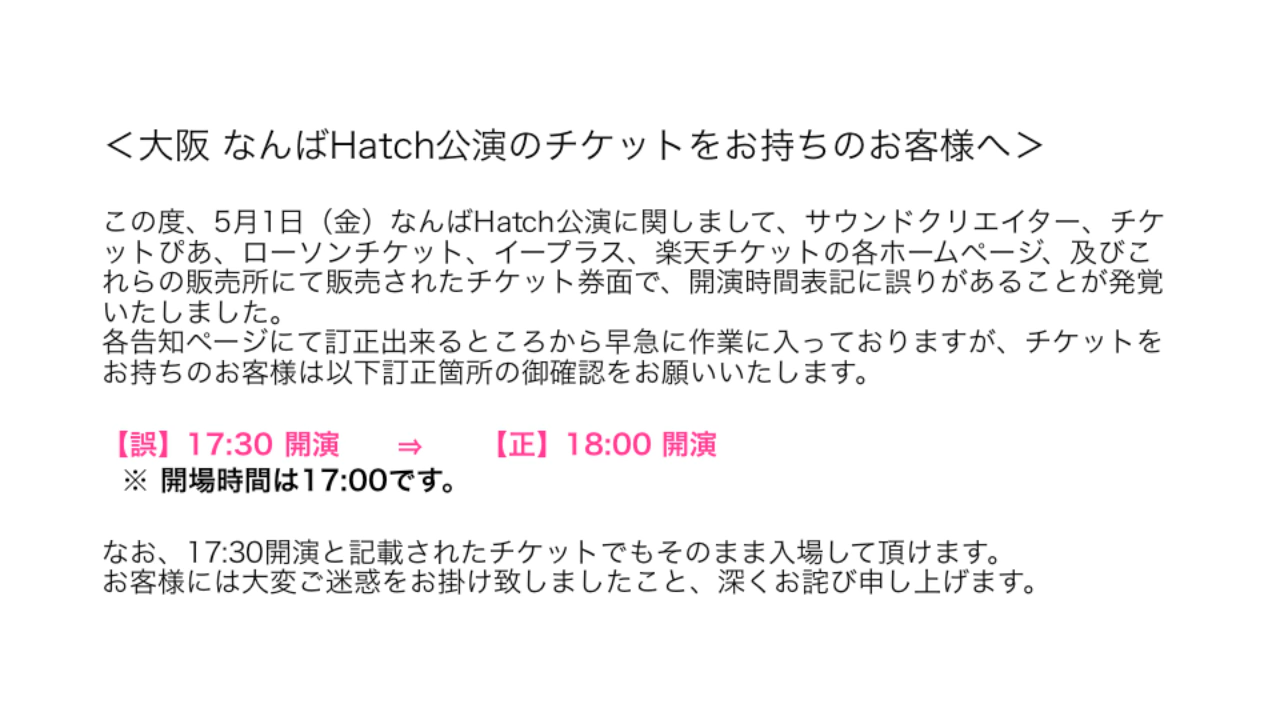 ＜大阪 なんばHatch公演のチケットをお持ちのお客様へ＞
この度、5月1日（金）なんばHatch公演に関しまして、サウンドクリエイター、チケ
ットぴあ、ローソンチケット、イープラス、楽天チケットの各ホームページ、及びこ
れらの販売所にて販売されたチケット券面で、開演時間表記に誤りがあることが発覚
いたしました。
各告知ページにて訂正出来るところから早急に作業に入っておりますが、チケットを
お持ちのお客様は以下訂正箇所の御確認をお願いいたします。
【誤】17:30 開演　　⇒　　【正】18:00 開演
※ 開場時間は17:00です。
なお、17:30開演と記載されたチケットでもそのまま入場して頂けます。
お客様には大変ご迷惑をお掛け致しましたこと、深くお詫び申し上げます。